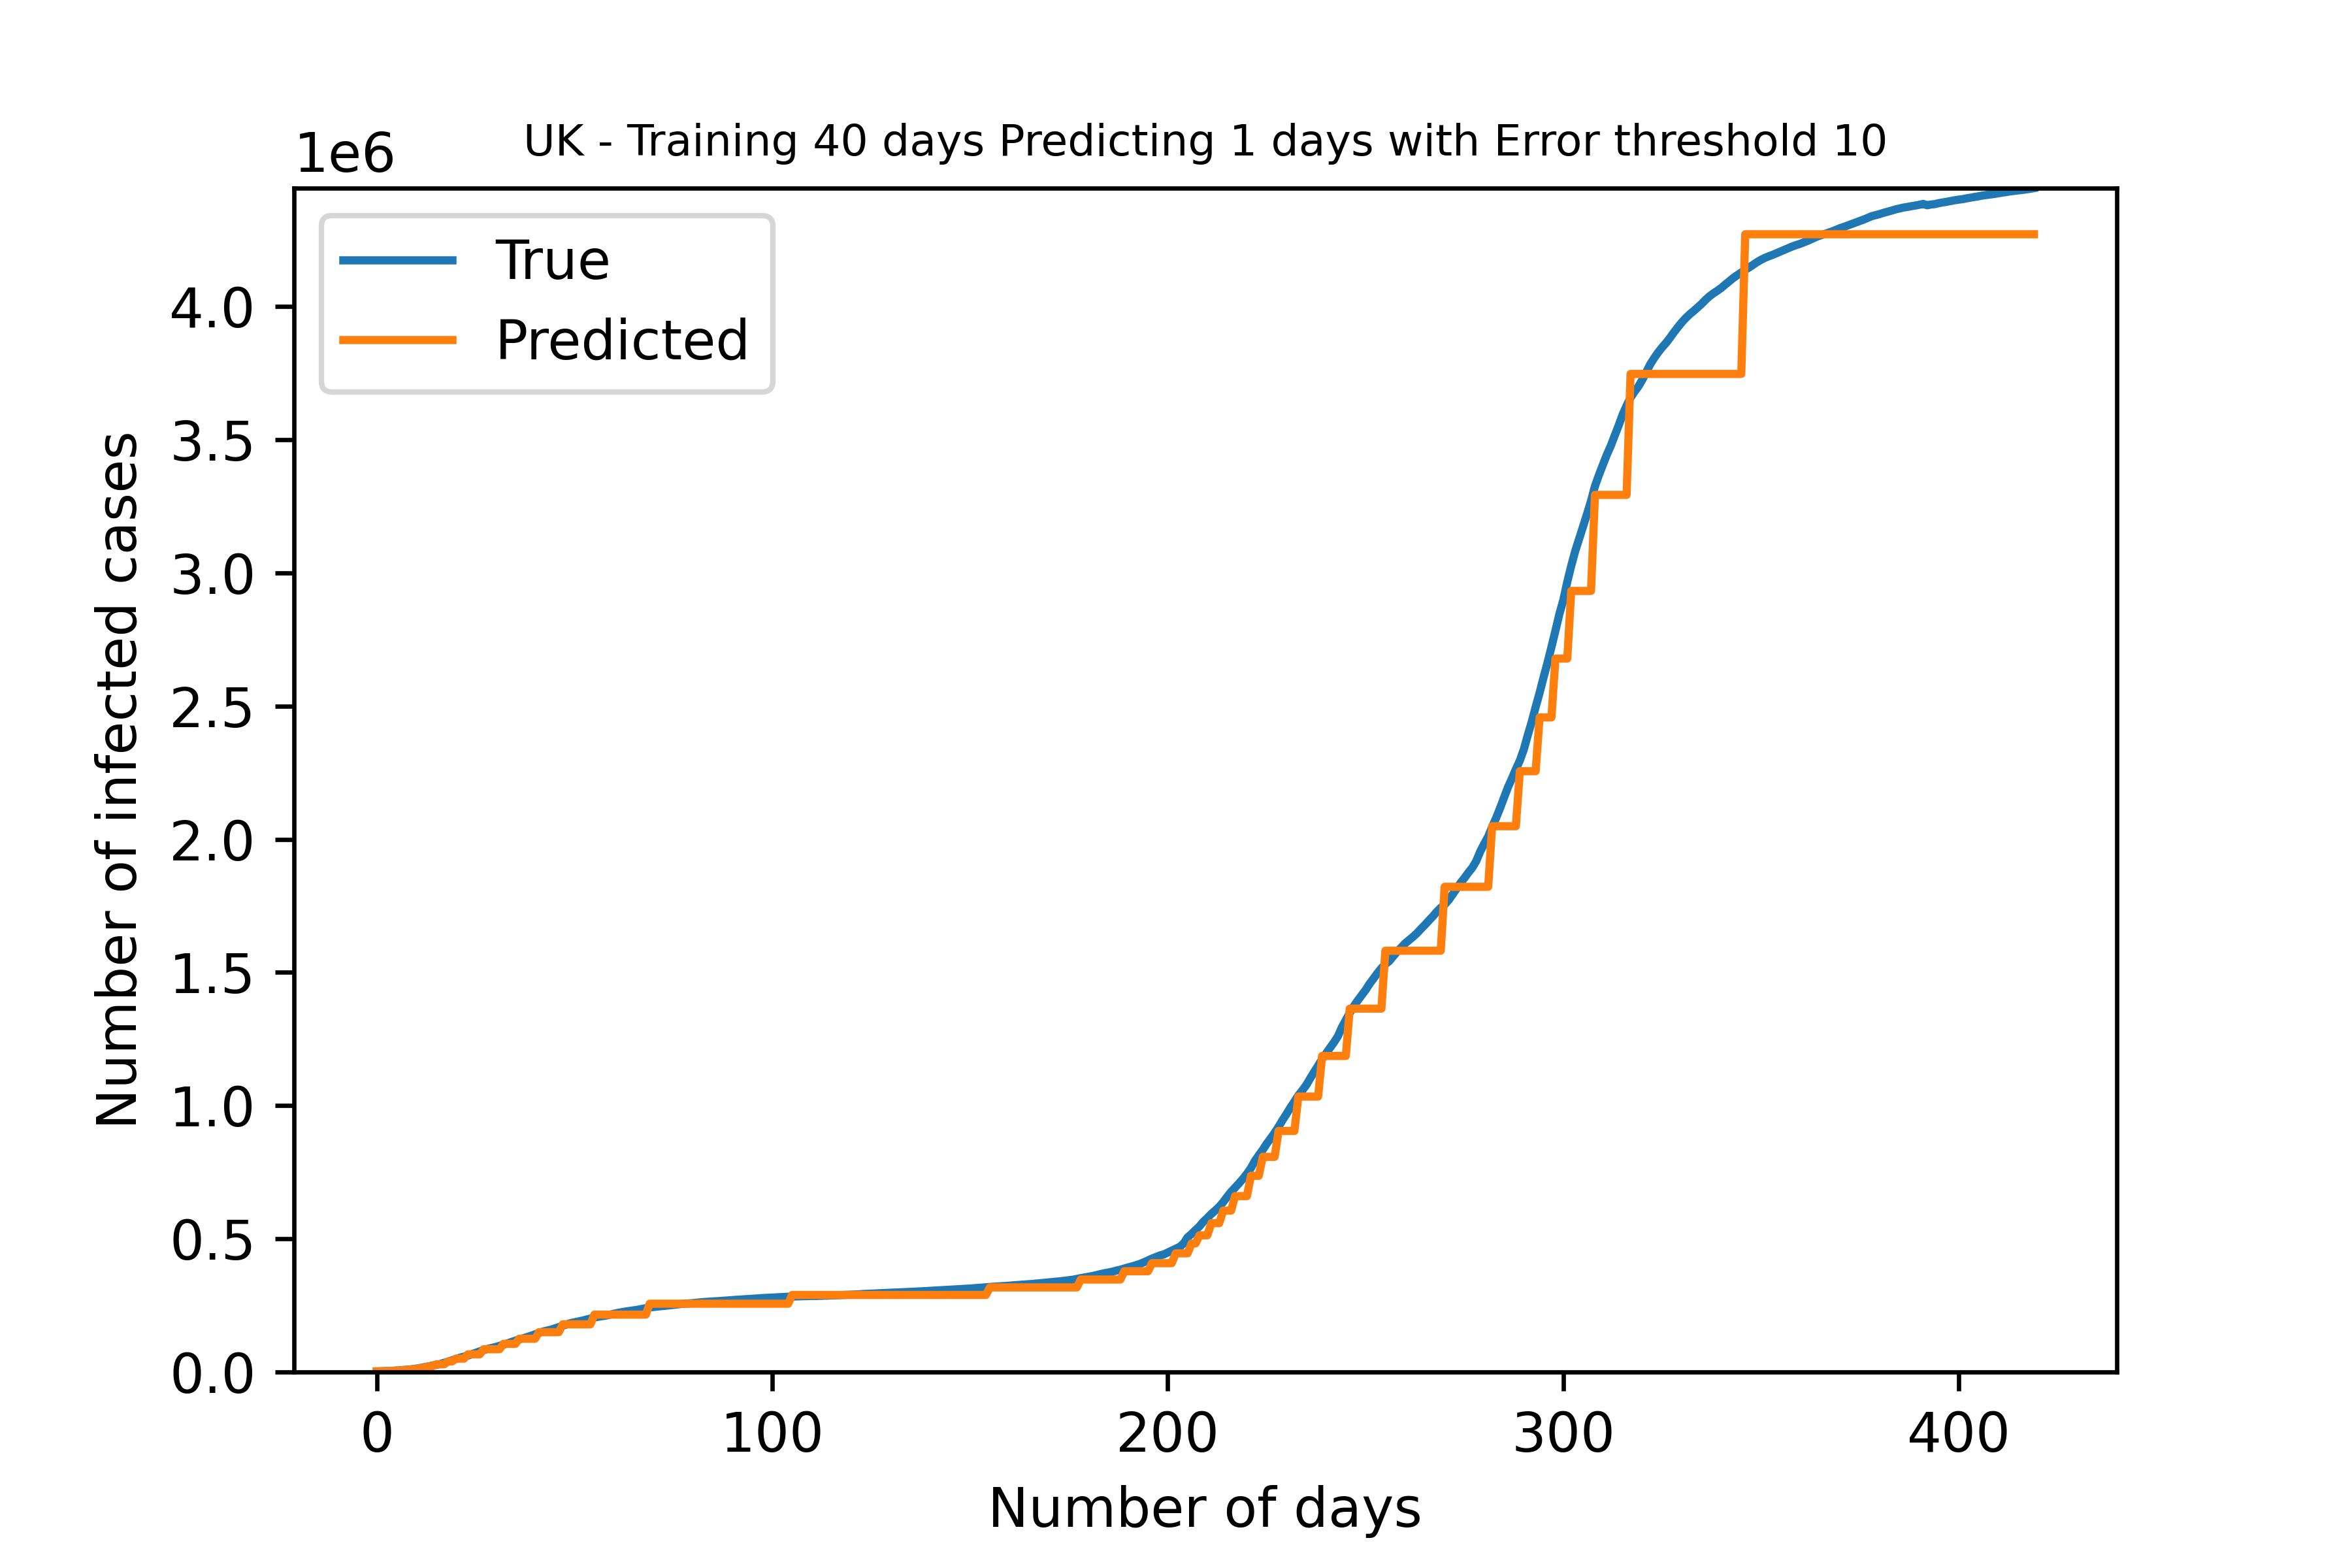 UK - Training 40 days Predicting 1 days with Error threshold 10
1e6
True
Predicted
Number of infected cases
4.0
3.5
3.0
2.5
2.0
1.5
1.0
0.5
0.0
0 100 200 300 400
Number of days